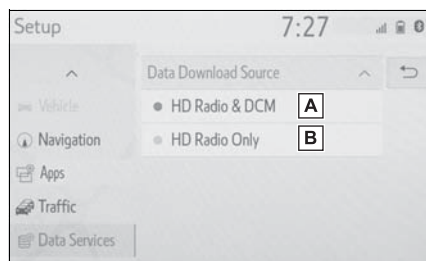 Setup
7:27
Data Download Source
Vehicle
HD Radio & DCM
A
Navigation
HD Radio Only
B
Apps
Traffic
Data Services